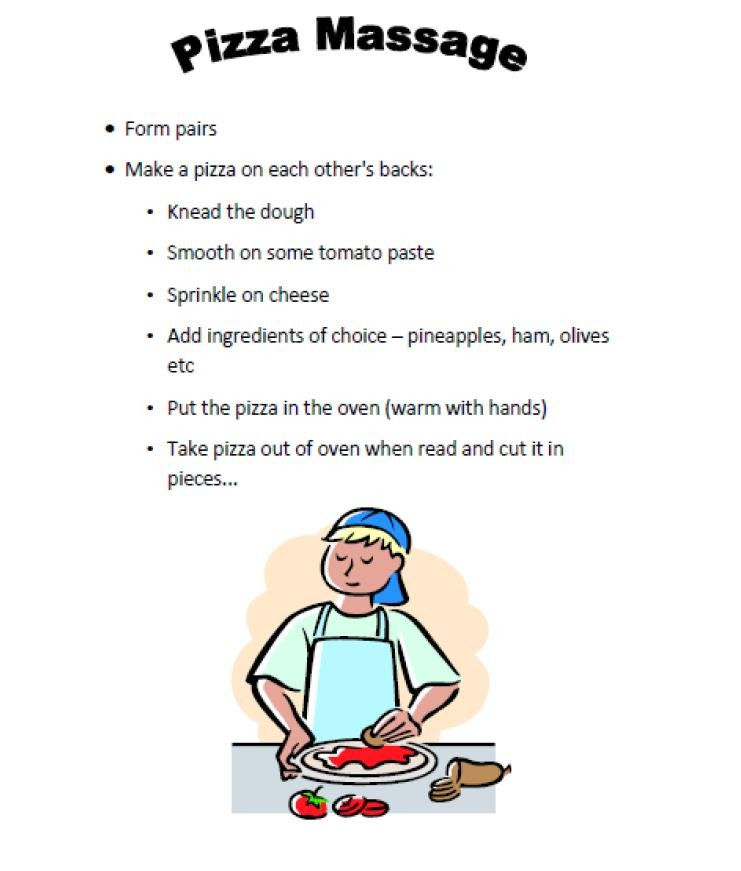 Pizza Massage
• Form pairs
• Make a pizza on each other's backs:
• Knead the dough
• Smooth on some tomato paste
• Sprinkle on cheese
• Add ingredients of choice – pineapples, ham, olives
etc
• Put the pizza in the oven (warm with hands)
• Take pizza out of oven when read and cut it in
pieces...